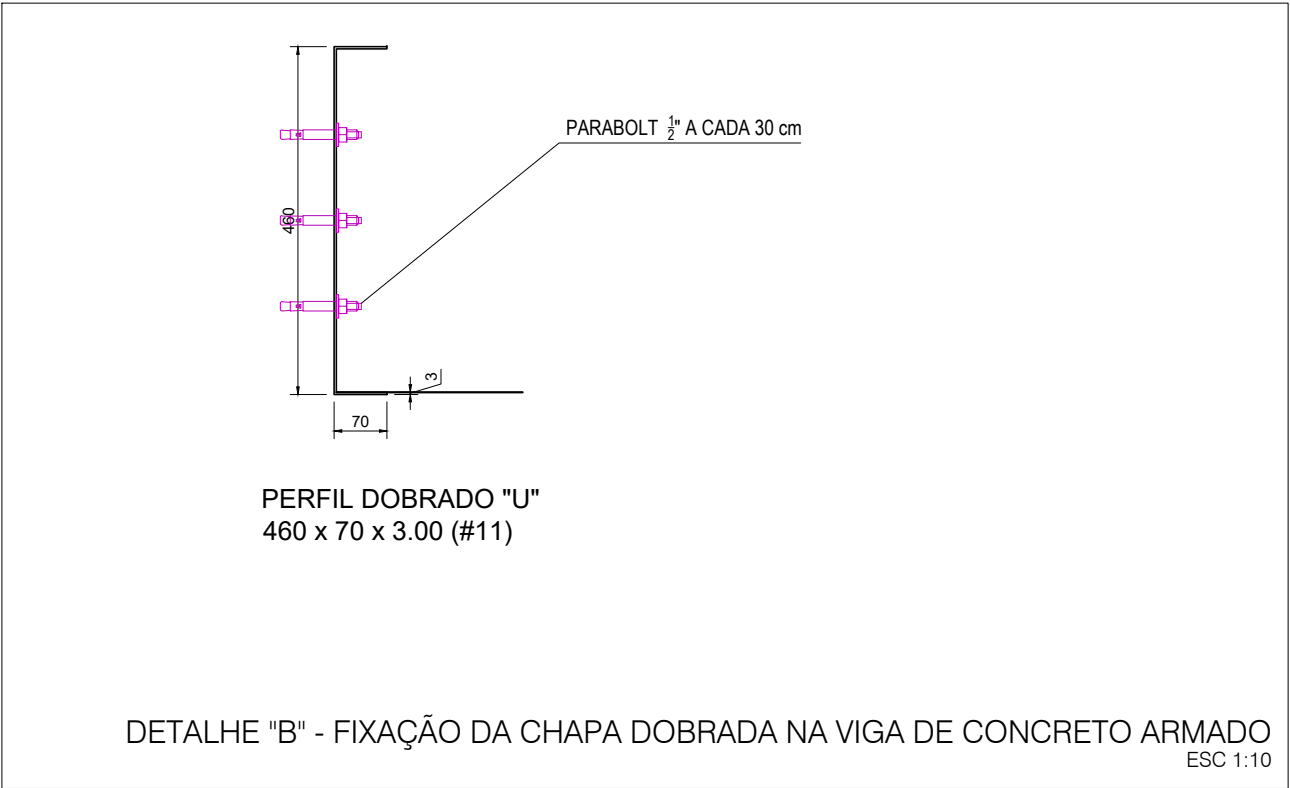 PARABOLT 1/2" A CADA 30 cm
460
3
70
PERFIL DOBRADO "U"
460 x 70 x 3.00 (#11)
DETALHE "B" - FIXAÇÃO DA CHAPA DOBRADA NA VIGA DE CONCRETO ARMADO
ESC 1:10